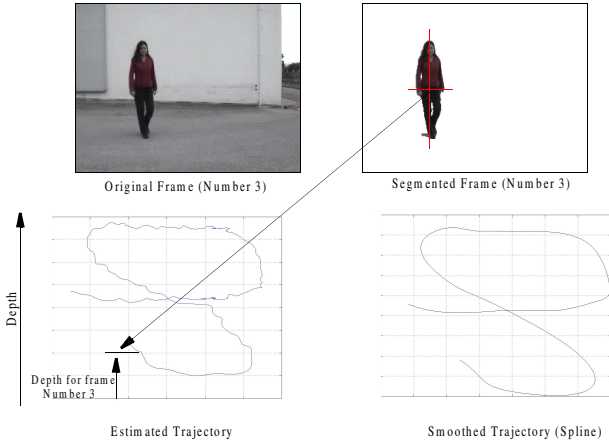 Original Frame (Number 3)
Segmented Frame (Number 3)
Depth
Depth for frame
Number 3
Estimated Trajectory
Smoothed Trajectory (Spline)